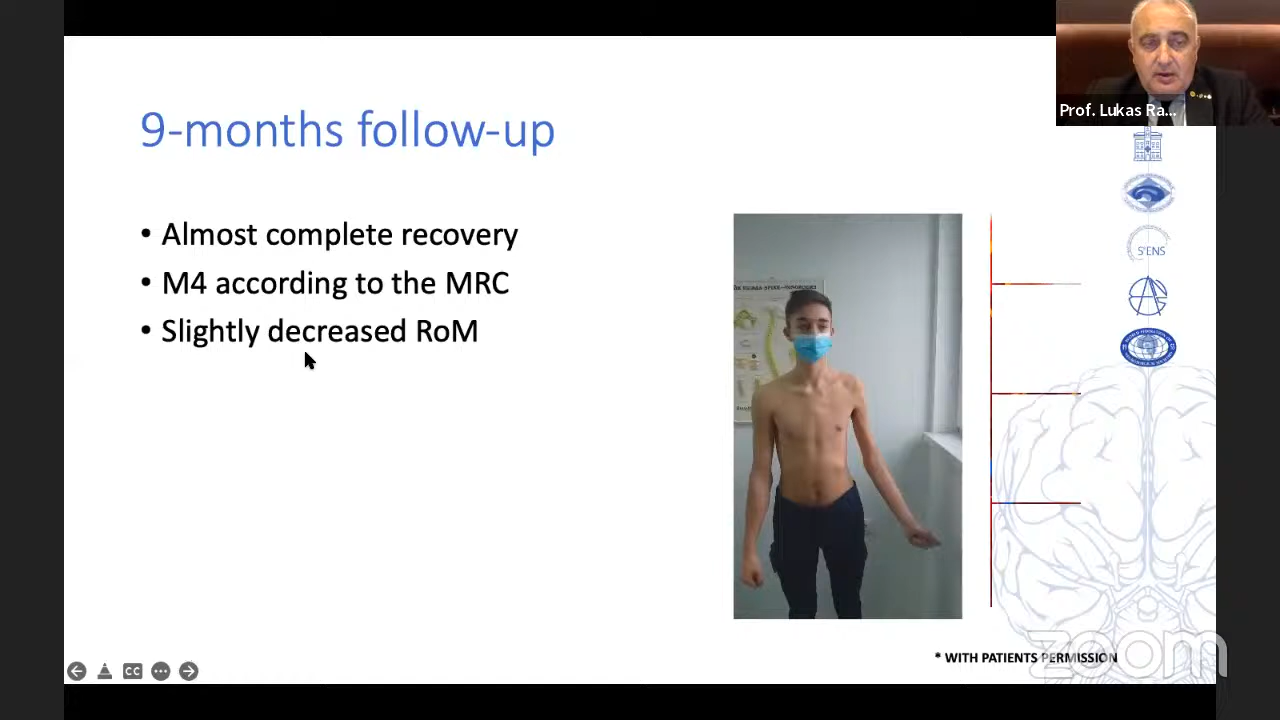 Prof. Lukas Ra...
9-months follow-up
• Almost complete recovery
• M4 according to the MRC
• Slightly decreased RoM
S'ENS
* WITH PATIENTS PERMISSION
zoom
CC